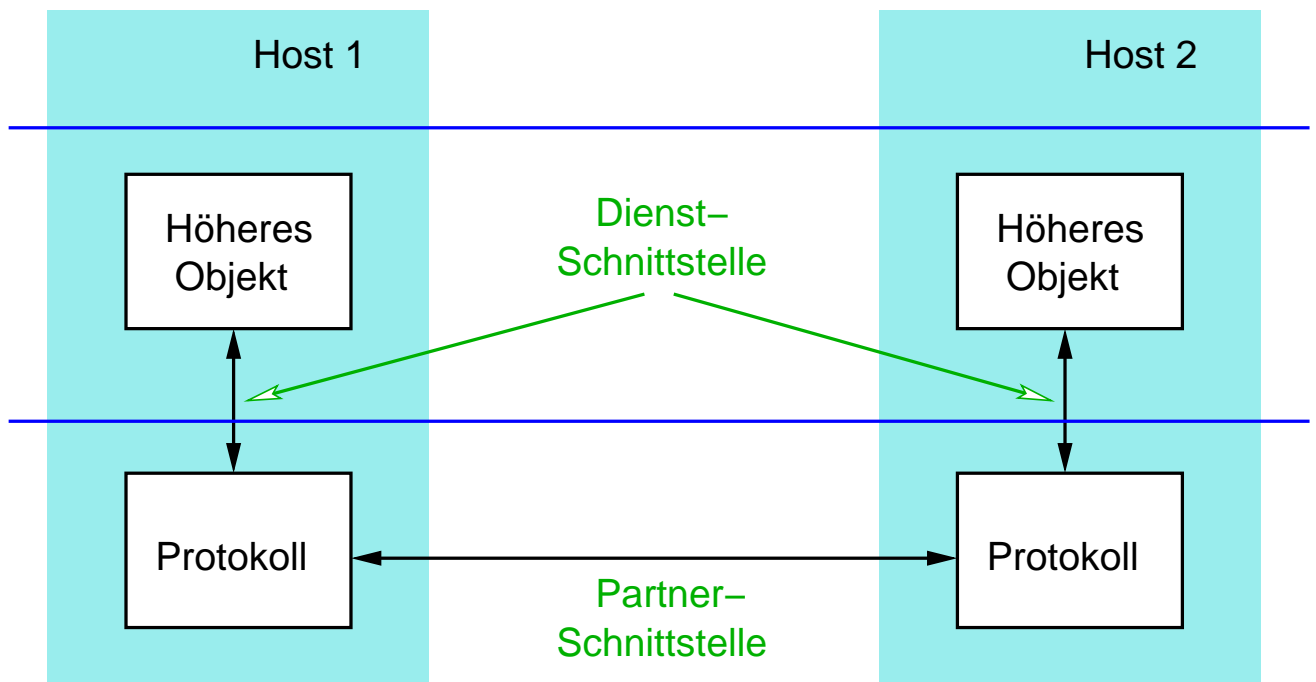 Host 1
Host 2
Höheres
Objekt
Dienst–
Schnittstelle
Höheres
Objekt
Protokoll
Partner–
Schnittstelle
Protokoll